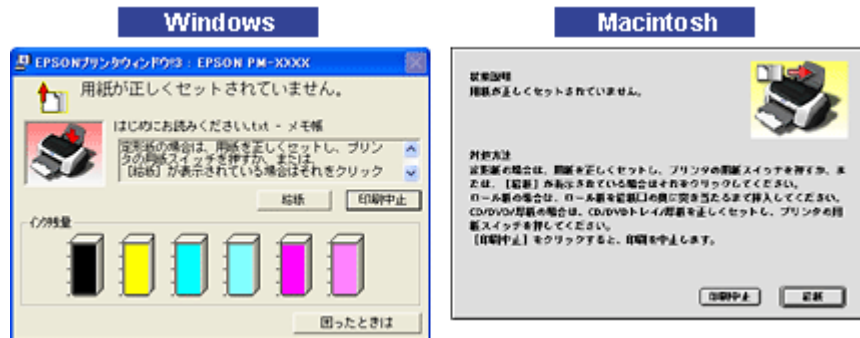 Windows
Macintosh
EPSONプリンタウィンドウ!3 : EPSON PM-XXXX
用紙が正しくセットされていません。
はじめにお読みください.txt - メモ帳
定形紙の場合は、用紙を正しくセットし、プリン
タの用紙スイッチを押すか、または、
［給紙］が表示されている場合はそれをクリック
給紙
印刷中止
インク残量
困ったときは
状態説明
用紙が正しくセットされていません。
対処方法
定形紙の場合は、用紙を正しくセットし、プリンタの用紙スイッチを押すか、ま
たは、［給紙］が表示されている場合はそれをクリックしてください。
ロール紙の場合は、ロール紙を給紙口の奥に突き当たるまで挿入してください。
CD/DVD/厚紙の場合は、CD/DVDトレイ/厚紙を正しくセットし、プリンタの用
紙スイッチを押してください。
［印刷中止］をクリックすると、印刷を中止します。
印刷中止
給紙